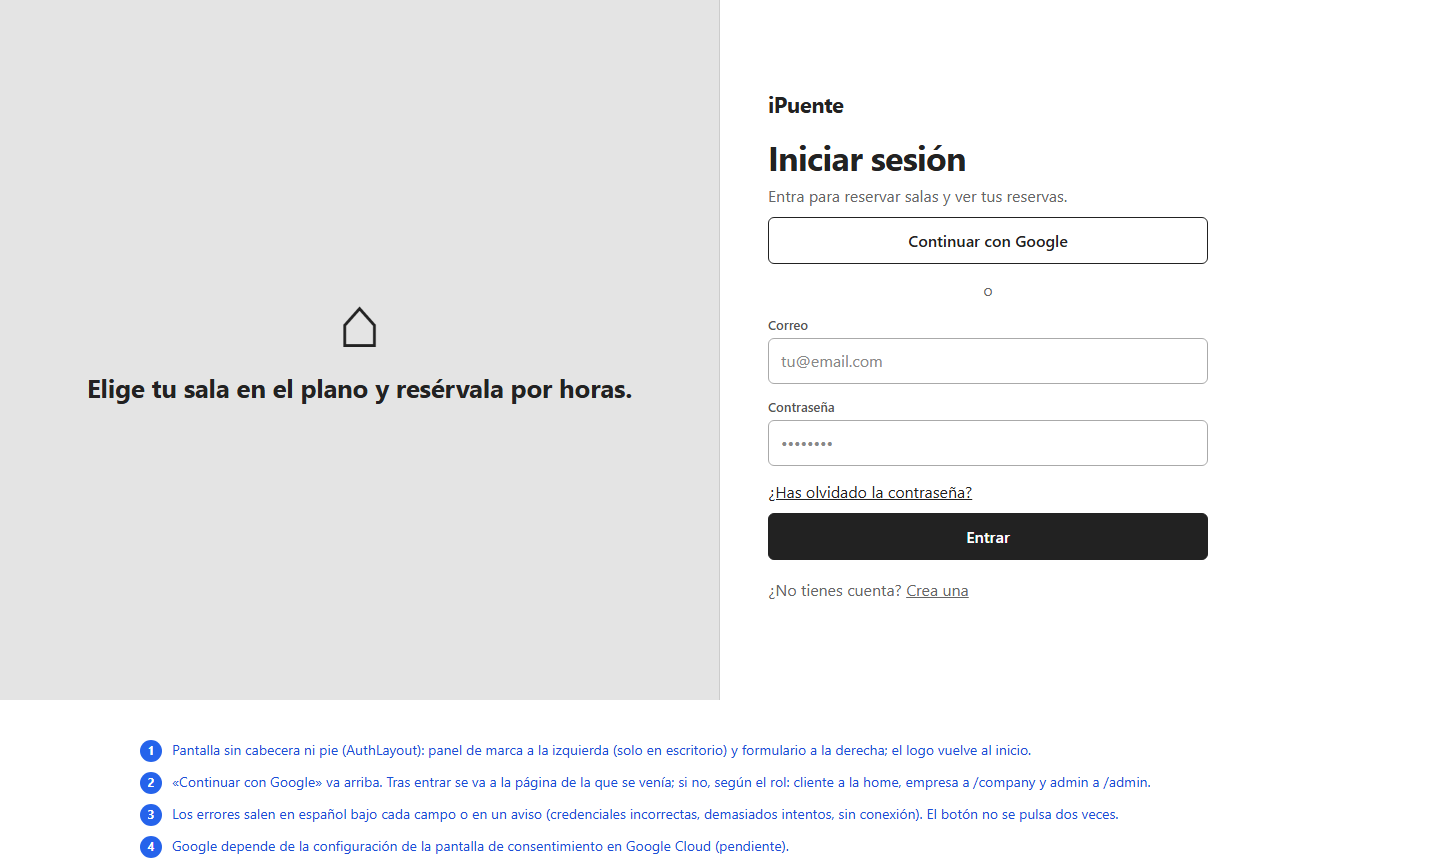 Elige tu sala en el plano y resérvala por horas.
iPuente
Iniciar sesión
Entra para reservar salas y ver tus reservas.
Continuar con Google
o
Correo
tu@email.com
Contraseña
••••••••
¿Has olvidado la contraseña?
Entrar
¿No tienes cuenta? Crea una
1 Pantalla sin cabecera ni pie (AuthLayout): panel de marca a la izquierda (solo en escritorio) y formulario a la derecha; el logo vuelve al inicio.
2 «Continuar con Google» va arriba. Tras entrar se va a la página de la que se venía; si no, según el rol: cliente a la home, empresa a /company y admin a /admin.
3 Los errores salen en español bajo cada campo o en un aviso (credenciales incorrectas, demasiados intentos, sin conexión). El botón no se pulsa dos veces.
4 Google depende de la configuración de la pantalla de consentimiento en Google Cloud (pendiente).